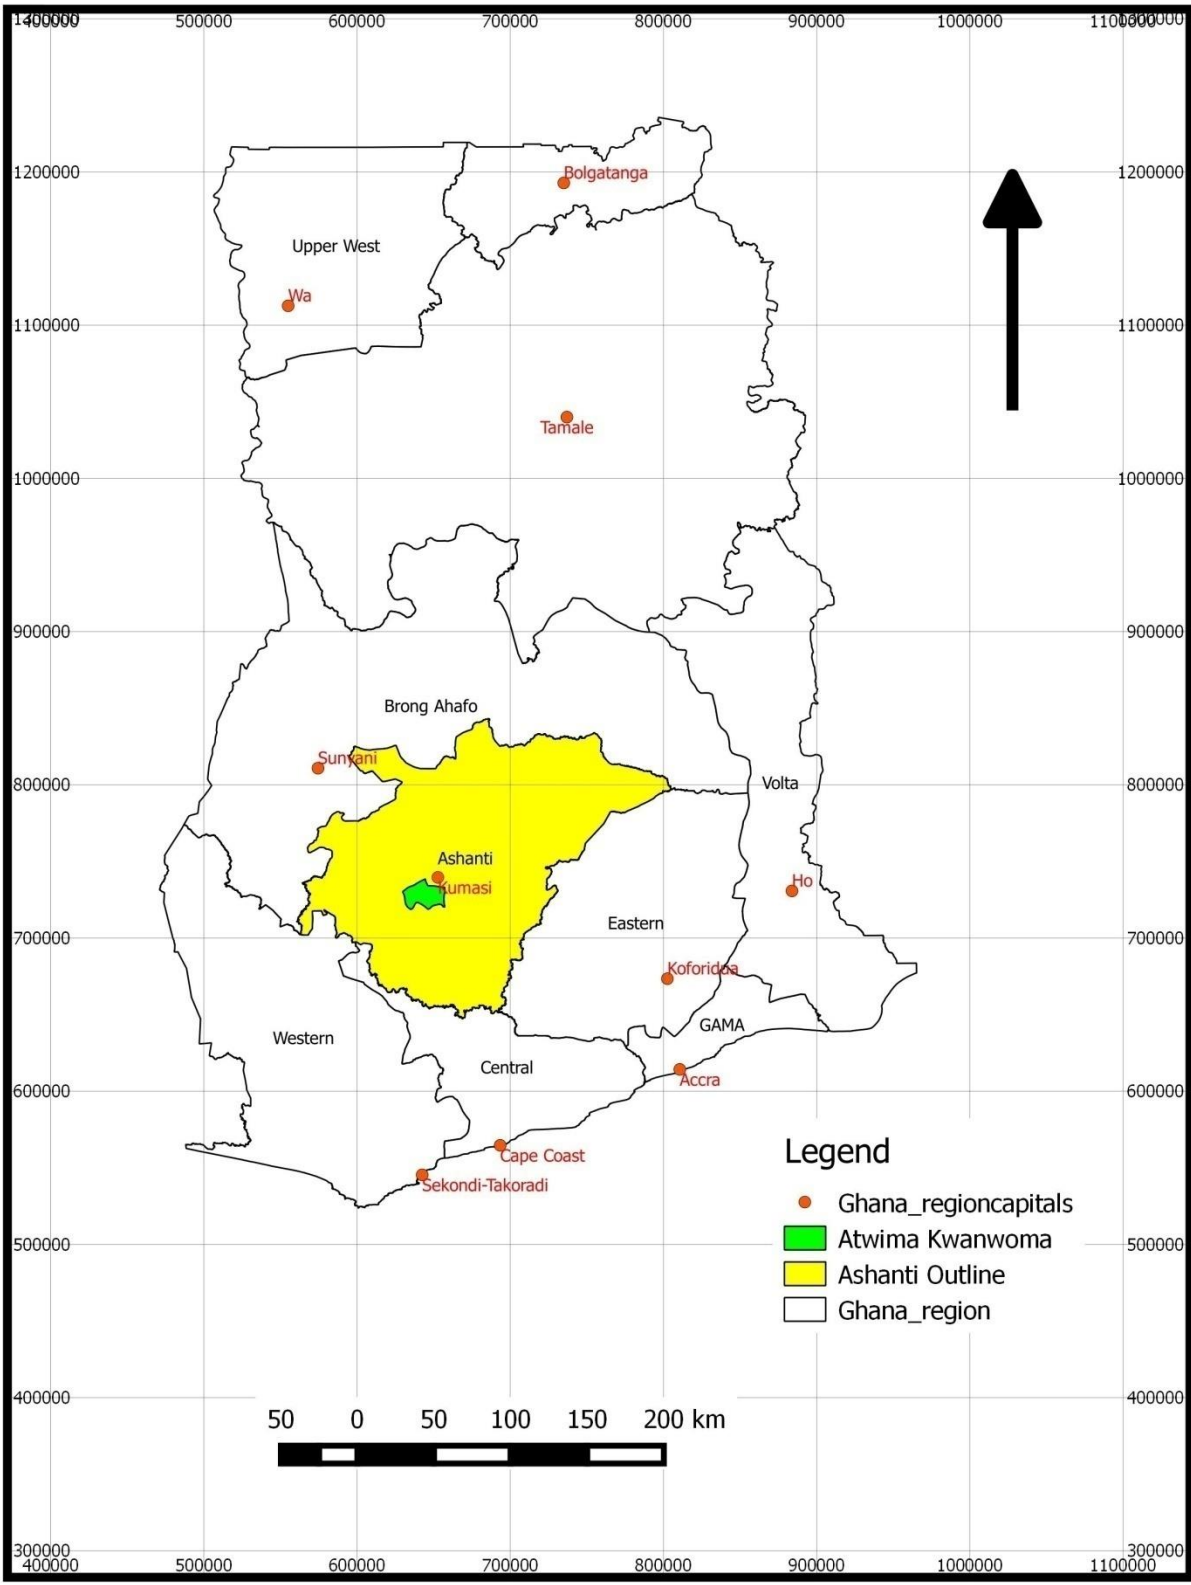 1300000
400000 500000 600000 700000 800000 900000 1000000 1100000
1300000
Bolgatanga
1200000 1200000
Upper West
Wa
1100000 1100000
Tamale
1000000 1000000
900000 900000
Brong Ahafo
Sunyani
Volta
800000 800000
Ashanti
Kumasi
Ho
Eastern
700000 700000
Koforidua
GAMA
Western
Central
Accra
600000 600000
Cape Coast
Sekondi-Takoradi
Legend
Ghana_regioncapitals
Atwima Kwanwoma
500000 500000
Ashanti Outline
Ghana_region
400000 400000
50 0 50 100 150 200 km
300000 300000
400000 500000 600000 700000 800000 900000 1000000 1100000